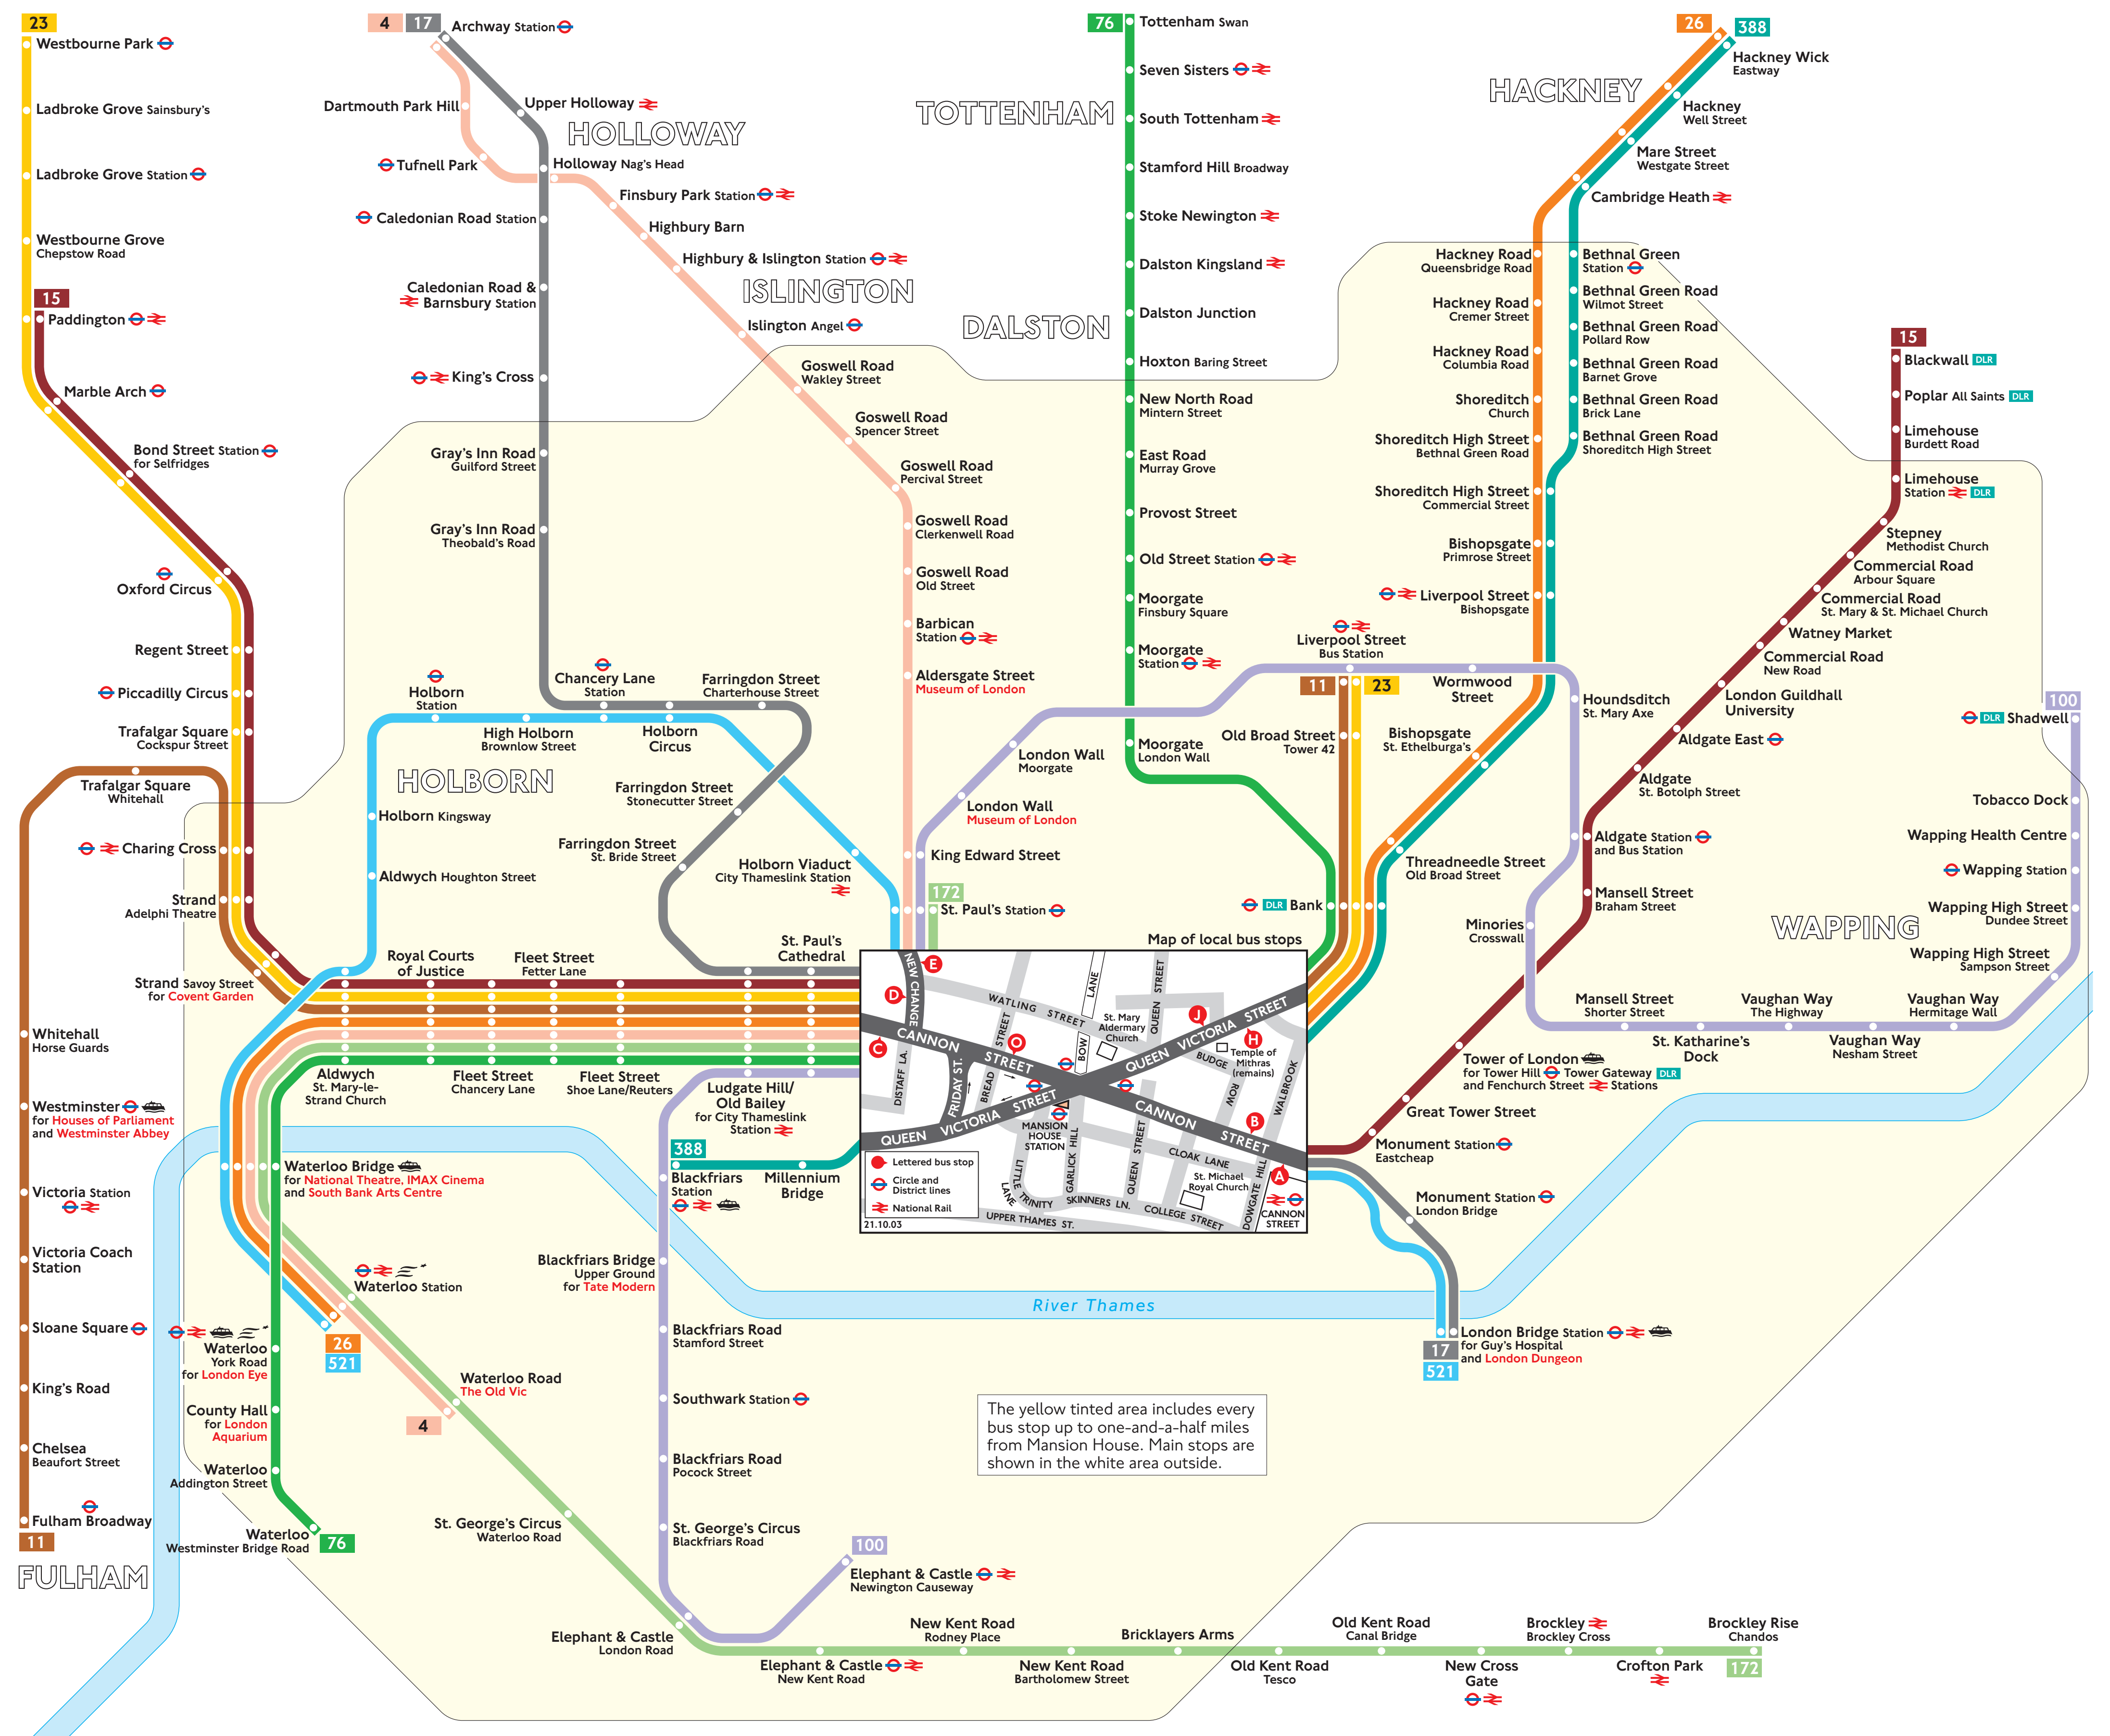 23
Westbourne Park
Ladbroke Grove Sainsbury's
Ladbroke Grove Station
Westbourne Grove
Chepstow Road
15
Paddington
Marble Arch
Bond Street Station
for Selfridges
Oxford Circus
Regent Street
Piccadilly Circus
Trafalgar Square
Cockspur Street
Trafalgar Square
Whitehall
Charing Cross
Strand
Adelphi Theatre
Strand Savoy Street
for Covent Garden
Whitehall
Horse Guards
Westminster
for Houses of Parliament
and Westminster Abbey
Victoria Station
Victoria Coach
Station
Sloane Square
King's Road
Chelsea
Beaufort Street
Fulham Broadway
11
FULHAM
4
17
Archway Station
Dartmouth Park Hill
Upper Holloway
HOLLOWAY
Tufnell Park
Holloway Nag's Head
Caledonian Road Station
Finsbury Park Station
Highbury Barn
Highbury & Islington Station
ISLINGTON
Caledonian Road &
Barnsbury Station
Islington Angel
King's Cross
Goswell Road
Wakley Street
Goswell Road
Spencer Street
Goswell Road
Percival Street
Goswell Road
Clerkenwell Road
Goswell Road
Old Street
Barbican
Station
Aldersgate Street
Museum of London
Gray's Inn Road
Guilford Street
Gray's Inn Road
Theobald's Road
Holborn
Station
Chancery Lane
Station
Farringdon Street
Charterhouse Street
High Holborn
Brownlow Street
Holborn
Circus
HOLBORN
Holborn Kingsway
Farringdon Street
Stonecutter Street
Farringdon Street
St. Bride Street
Aldwych Houghton Street
Holborn Viaduct
City Thameslink Station
King Edward Street
172
St. Paul's Station
London Wall
Museum of London
London Wall
Moorgate
76
Tottenham Swan
Seven Sisters
TOTTENHAM
South Tottenham
Stamford Hill Broadway
Stoke Newington
Dalston Kingsland
DALSTON
Dalston Junction
Hoxton Baring Street
New North Road
Mintern Street
East Road
Murray Grove
Provost Street
Old Street Station
Moorgate
Finsbury Square
Moorgate
Station
Moorgate
London Wall
26
388
Hackney Wick
Eastway
HACKNEY
Hackney
Well Street
Mare Street
Westgate Street
Cambridge Heath
Hackney Road
Queensbridge Road
Hackney Road
Cremer Street
Hackney Road
Columbia Road
Shoreditch
Church
Shoreditch High Street
Bethnal Green Road
Shoreditch High Street
Commercial Street
Bishopsgate
Primrose Street
Liverpool Street
Bishopsgate
Bethnal Green
Station
Bethnal Green Road
Wilmot Street
Bethnal Green Road
Pollard Row
Bethnal Green Road
Barnet Grove
Bethnal Green Road
Brick Lane
Bethnal Green Road
Shoreditch High Street
Liverpool Street
Bus Station
11
23
Wormwood
Street
Old Broad Street
Tower 42
Bishopsgate
St. Ethelburga's
Threadneedle Street
Old Broad Street
DLR Bank
Houndsditch
St. Mary Axe
15
Blackwall DLR
Poplar All Saints DLR
Limehouse
Burdett Road
Limehouse
Station DLR
Stepney
Methodist Church
Commercial Road
Arbour Square
Commercial Road
St. Mary & St. Michael Church
Watney Market
Commercial Road
New Road
London Guildhall
University
Aldgate East
Aldgate
St. Botolph Street
Aldgate Station
and Bus Station
Mansell Street
Braham Street
Minories
Crosswall
100
DLR Shadwell
Tobacco Dock
Wapping Health Centre
Wapping Station
Wapping High Street
Dundee Street
WAPPING
Wapping High Street
Sampson Street
Mansell Street
Shorter Street
Vaughan Way
The Highway
Vaughan Way
Hermitage Wall
St. Katharine's
Dock
Vaughan Way
Nesham Street
Tower of London
for Tower Hill Tower Gateway DLR
and Fenchurch Street Stations
Great Tower Street
Monument Station
Eastcheap
Monument Station
London Bridge
London Bridge Station
for Guy's Hospital
and London Dungeon
17
521
Royal Courts
of Justice
Fleet Street
Fetter Lane
St. Paul's
Cathedral
Aldwych
St. Mary-le-
Strand Church
Fleet Street
Chancery Lane
Fleet Street
Shoe Lane/Reuters
Ludgate Hill/
Old Bailey
for City Thameslink
Station
388
Blackfriars
Station
Millennium
Bridge
Waterloo Bridge
for National Theatre, IMAX Cinema
and South Bank Arts Centre
Waterloo Station
26
521
Waterloo
York Road
for London Eye
County Hall
for London
Aquarium
Waterloo
Addington Street
Waterloo
Westminster Bridge Road
76
Waterloo Road
The Old Vic
4
St. George's Circus
Waterloo Road
Blackfriars Bridge
Upper Ground
for Tate Modern
Blackfriars Road
Stamford Street
Southwark Station
Blackfriars Road
Pocock Street
St. George's Circus
Blackfriars Road
100
Elephant & Castle
Newington Causeway
Elephant & Castle
London Road
Elephant & Castle
New Kent Road
New Kent Road
Rodney Place
New Kent Road
Bartholomew Street
Bricklayers Arms
Old Kent Road
Tesco
Old Kent Road
Canal Bridge
New Cross
Gate
Brockley
Brockley Cross
Crofton Park
Brockley Rise
Chandos
172
River Thames
The yellow tinted area includes every
bus stop up to one-and-a-half miles
from Mansion House. Main stops are
shown in the white area outside.
Map of local bus stops
NEW CHANGE
E
D
C
O
J
H
B
A
WATLING STREET
BOW LANE
QUEEN STREET
St. Mary
Aldermary
Church
QUEEN VICTORIA STREET
CANNON STREET
BREAD STREET
DISTAFF LA.
FRIDAY ST.
BUDGE ROW
Temple of
Mithras
(remains)
WALBROOK
QUEEN VICTORIA STREET
CANNON STREET
MANSION
HOUSE
STATION
GARLICK HILL
LITTLE TRINITY LANE
QUEEN STREET
CLOAK LANE
St. Michael
Royal Church
SKINNERS LN.
COLLEGE STREET
DOWGATE HILL
UPPER THAMES ST.
CANNON
STREET
Lettered bus stop
Circle and
District lines
National Rail
21.10.03